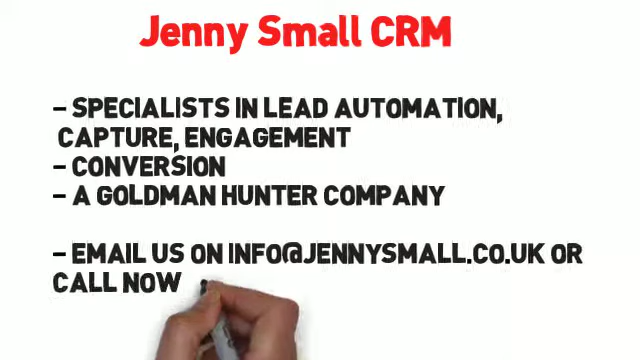 Jenny Small CRM
- SPECIALISTS IN LEAD AUTOMATION,
CAPTURE, ENGAGEMENT
- CONVERSION
- A GOLDMAN HUNTER COMPANY
- EMAIL US ON INFO@JENNYSMALL.CO.UK OR
CALL NOW